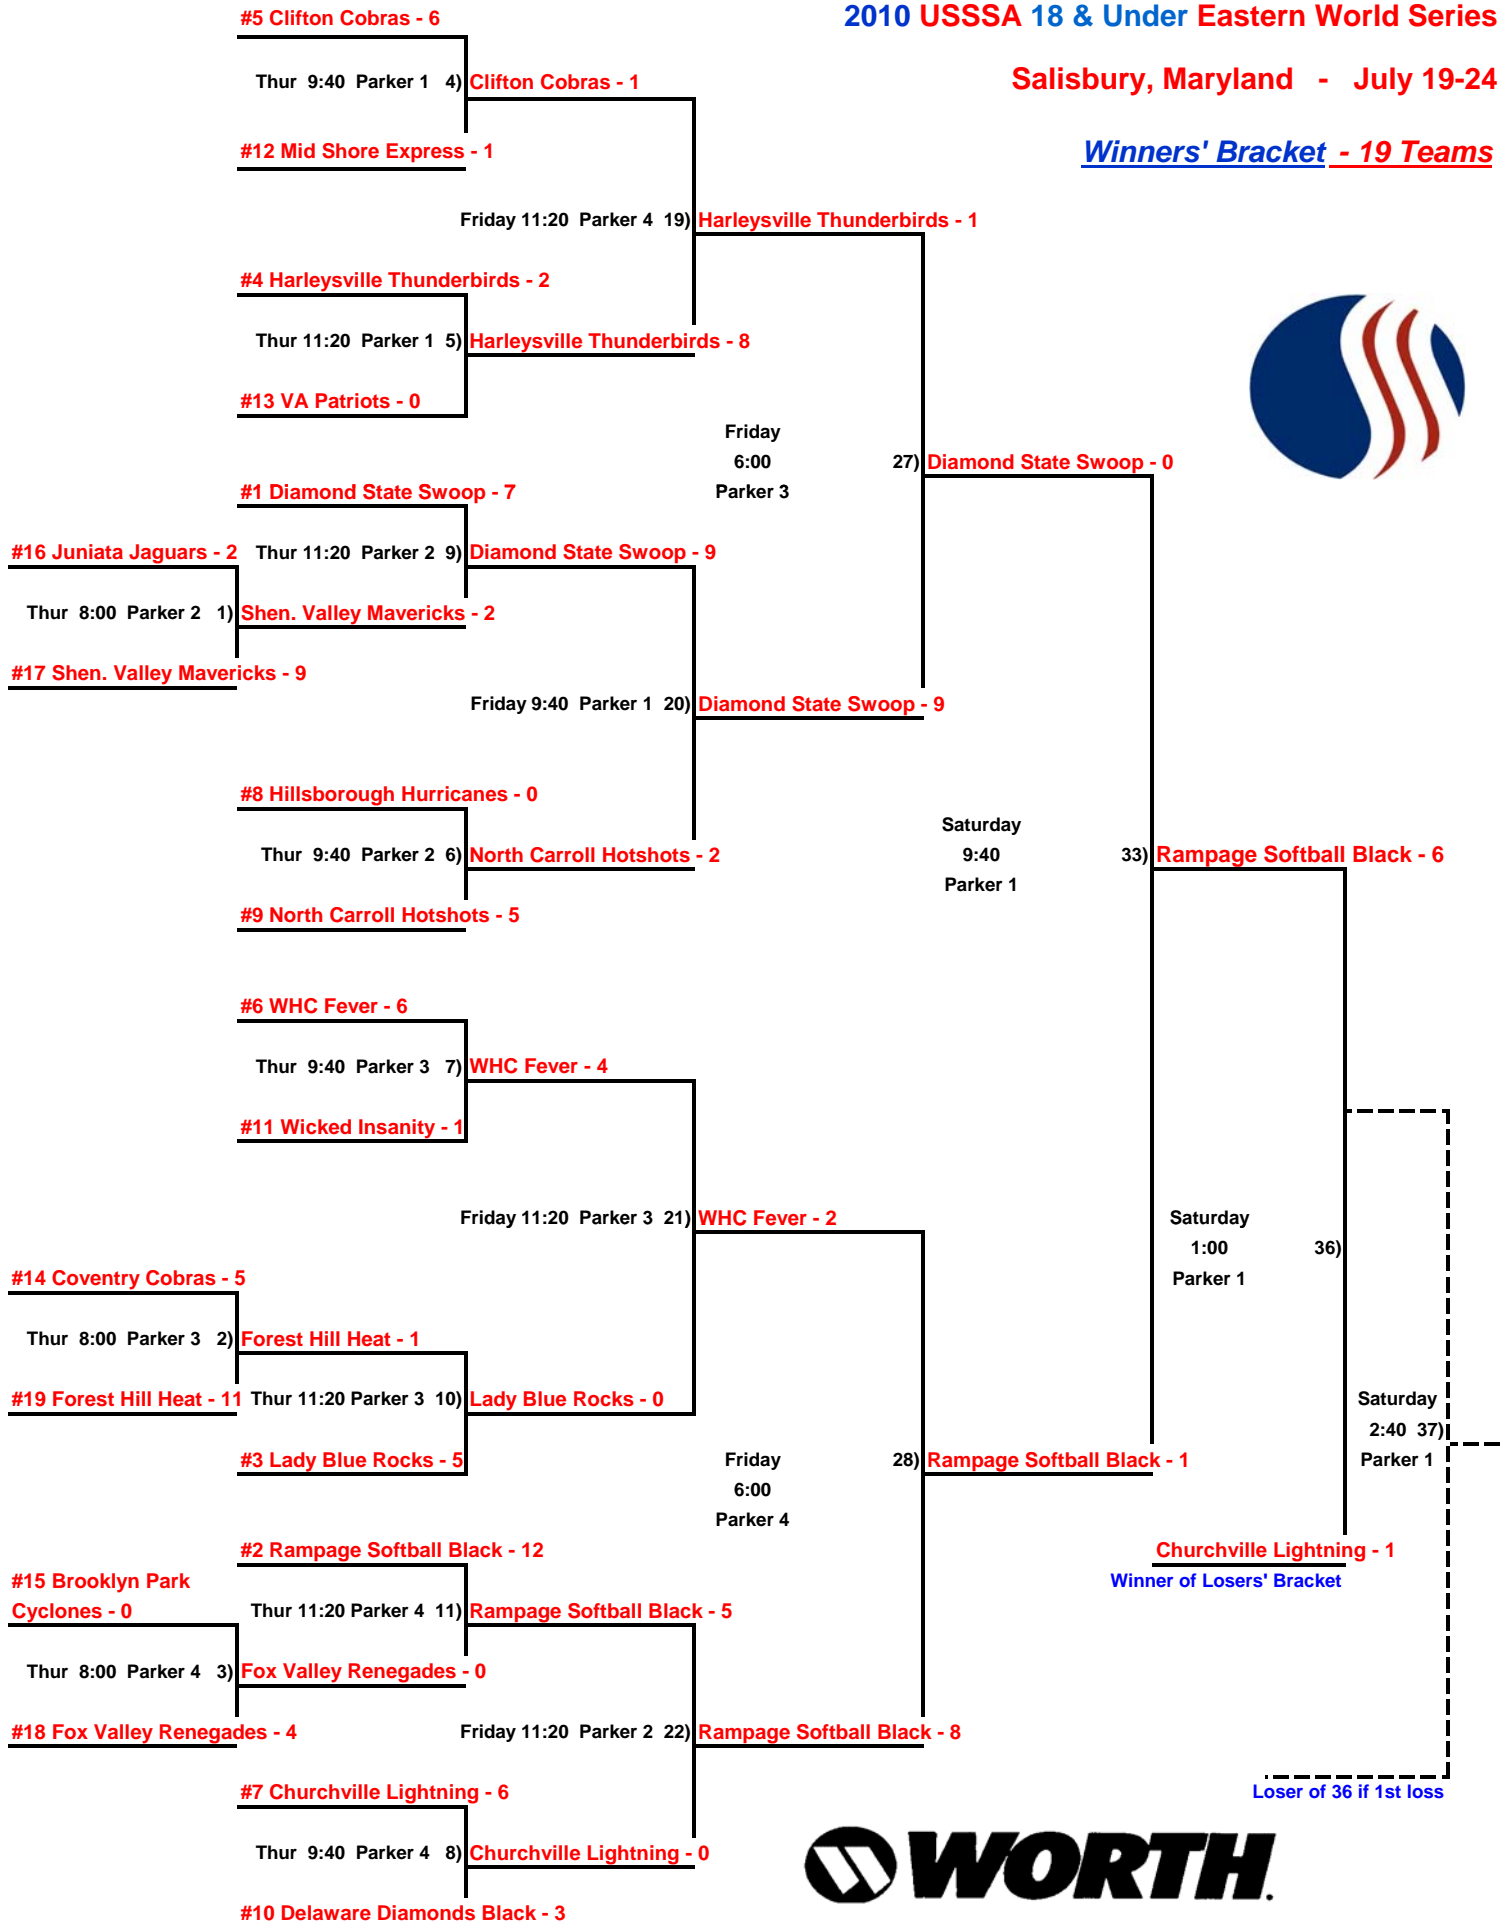 #5 Clifton Cobras - 6
2010 USSSA 18 & Under Eastern World Series
Thur 9:40 Parker 1 4) Clifton Cobras - 1
Salisbury, Maryland - July 19-24
#12 Mid Shore Express - 1
Winners' Bracket - 19 Teams
Friday 11:20 Parker 4 19) Harleysville Thunderbirds - 1
#4 Harleysville Thunderbirds - 2
Thur 11:20 Parker 1 5) Harleysville Thunderbirds - 8
#13 VA Patriots - 0
Friday
6:00 27) Diamond State Swoop - 0
Parker 3
#1 Diamond State Swoop - 7
#16 Juniata Jaguars - 2 Thur 11:20 Parker 2 9) Diamond State Swoop - 9
Thur 8:00 Parker 2 1) Shen. Valley Mavericks - 2
#17 Shen. Valley Mavericks - 9
Friday 9:40 Parker 1 20) Diamond State Swoop - 9
#8 Hillsborough Hurricanes - 0
Saturday
Thur 9:40 Parker 2 6) North Carroll Hotshots - 2 9:40 33) Rampage Softball Black - 6
Parker 1
#9 North Carroll Hotshots - 5
#6 WHC Fever - 6
Thur 9:40 Parker 3 7) WHC Fever - 4
#11 Wicked Insanity - 1
Friday 11:20 Parker 3 21) WHC Fever - 2 Saturday
1:00 36)
#14 Coventry Cobras - 5 Parker 1
Thur 8:00 Parker 3 2) Forest Hill Heat - 1
#19 Forest Hill Heat - 11 Thur 11:20 Parker 3 10) Lady Blue Rocks - 0 Saturday
2:40 37)
#3 Lady Blue Rocks - 5 Friday 28) Rampage Softball Black - 1 Parker 1
6:00
Parker 4
#2 Rampage Softball Black - 12 Churchville Lightning - 1
#15 Brooklyn Park Winner of Losers' Bracket
Cyclones - 0 Thur 11:20 Parker 4 11) Rampage Softball Black - 5
Thur 8:00 Parker 4 3) Fox Valley Renegades - 0
#18 Fox Valley Renegades - 4 Friday 11:20 Parker 2 22) Rampage Softball Black - 8
#7 Churchville Lightning - 6 Loser of 36 if 1st loss
Thur 9:40 Parker 4 8) Churchville Lightning - 0
WORTH.
#10 Delaware Diamonds Black - 3